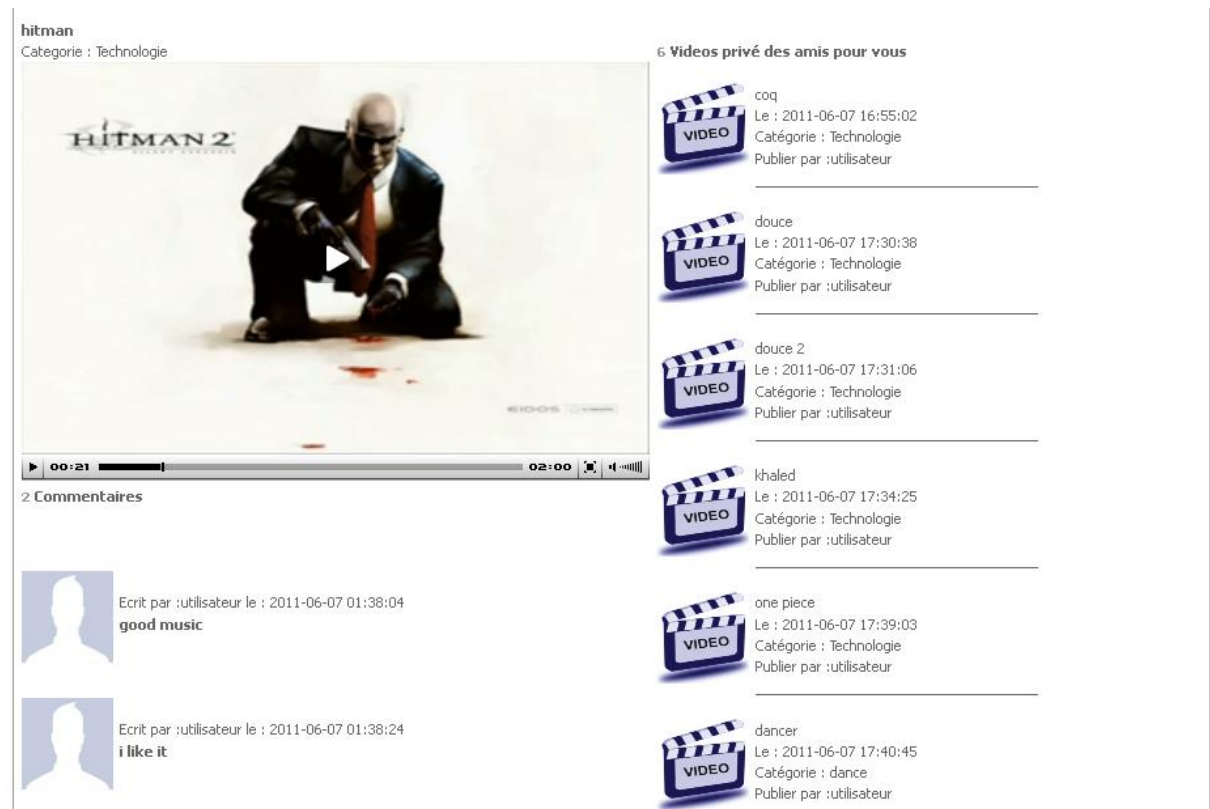 hitman
Categorie : Technologie
HITMAN 2
EIDOS
00:21
02:00
2 Commentaires
Ecrit par :utilisateur le : 2011-06-07 01:38:04
good music
Ecrit par :utilisateur le : 2011-06-07 01:38:24
i like it
6 Videos privé des amis pour vous
VIDEO
coq
Le : 2011-06-07 16:55:02
Catégorie : Technologie
Publier par :utilisateur
VIDEO
douce
Le : 2011-06-07 17:30:38
Catégorie : Technologie
Publier par :utilisateur
VIDEO
douce 2
Le : 2011-06-07 17:31:06
Catégorie : Technologie
Publier par :utilisateur
VIDEO
khaled
Le : 2011-06-07 17:34:25
Catégorie : Technologie
Publier par :utilisateur
VIDEO
one piece
Le : 2011-06-07 17:39:03
Catégorie : Technologie
Publier par :utilisateur
VIDEO
dancer
Le : 2011-06-07 17:40:45
Catégorie : dance
Publier par :utilisateur